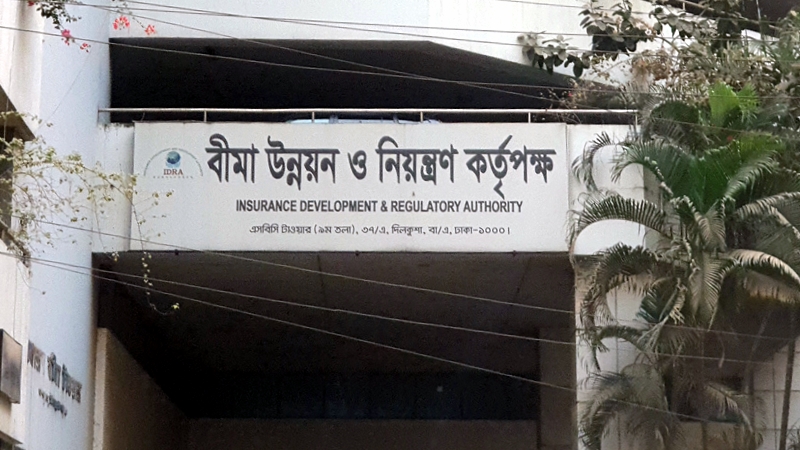 IDRA
বীমা উন্নয়ন ও নিয়ন্ত্রণ কর্তৃপক্ষ
INSURANCE DEVELOPMENT & REGULATORY AUTHORITY
এসবিসি টাওয়ার (৯ম তলা), ৩৭/এ, দিলকুশা, বা/এ, ঢাকা-১০০০।